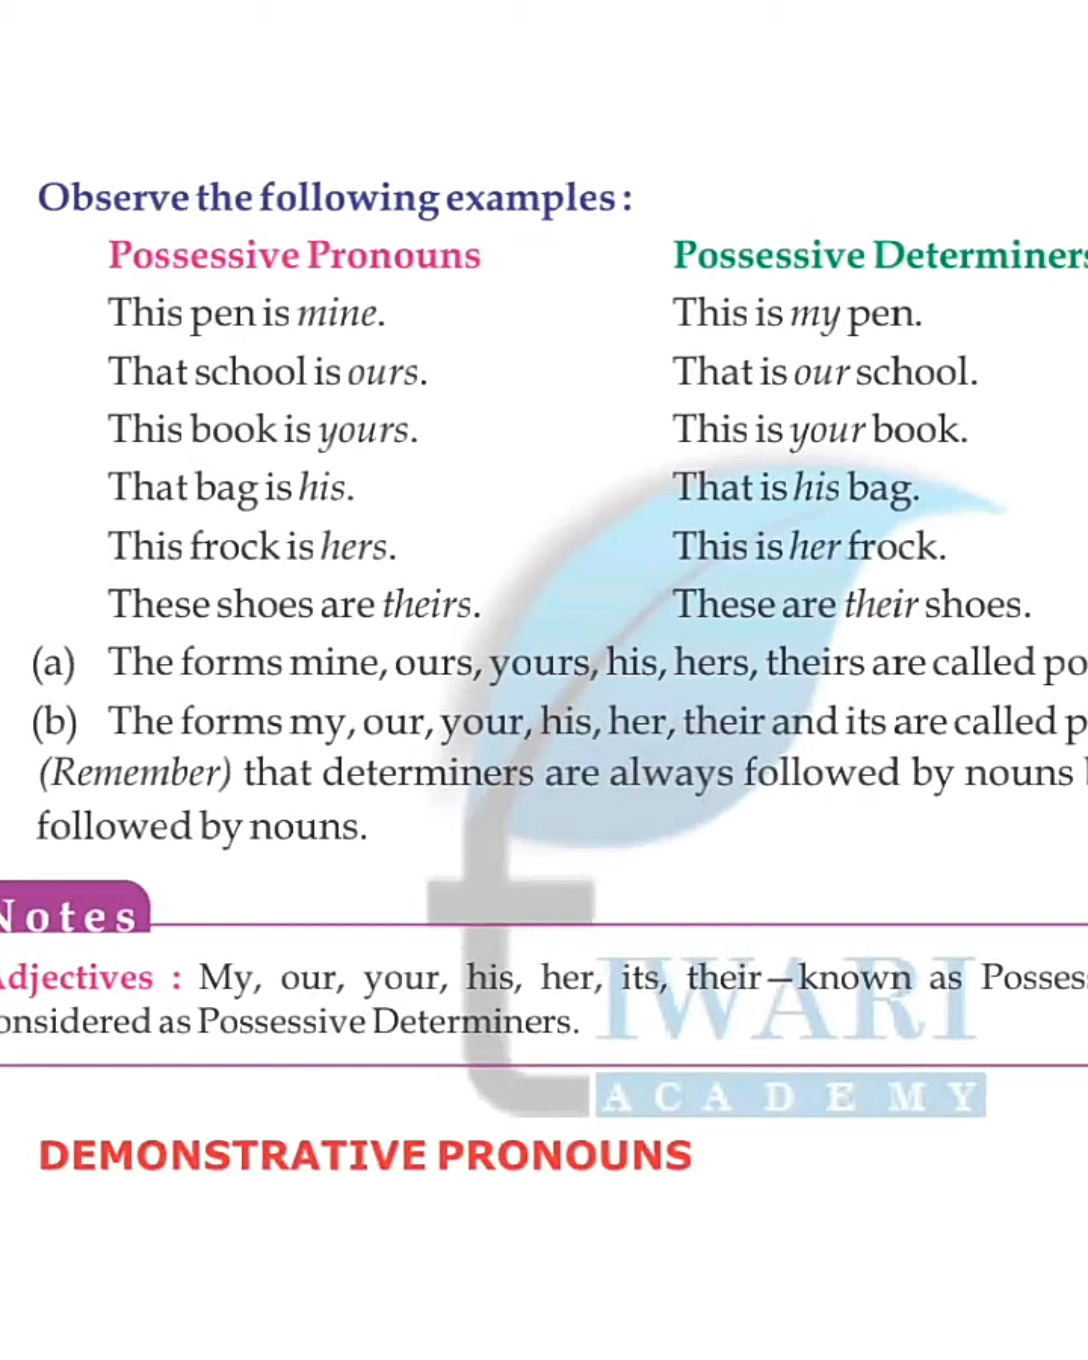 Observe the following examples :
Possessive Pronouns Possessive Determiners
This pen is mine. This is my pen.
That school is ours. That is our school.
This book is yours. This is your book.
That bag is his. That is his bag.
This frock is hers. This is her frock.
These shoes are theirs. These are their shoes.
(a) The forms mine, ours, yours, his, hers, theirs are called
(b) The forms my, our, your, his, her, their and its are called
(Remember) that determiners are always followed by nouns
followed by nouns.
Notes
Adjectives : My, our, your, his, her, its, their—known as
considered as Possessive Determiners.
TIWARI
ACADEMY
DEMONSTRATIVE PRONOUNS